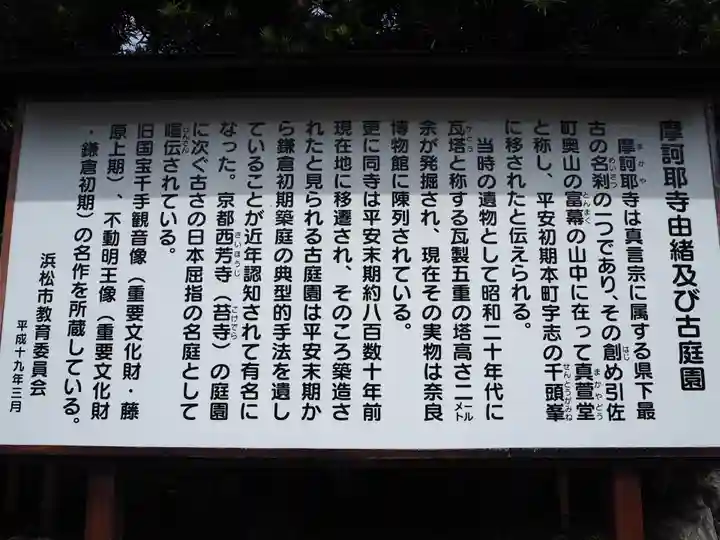 摩訶耶寺由緒及び古庭園
摩訶耶寺は真言宗に属する県下最
古の名刹の一つであり、その創め引佐
町奥山の富幕の山中に在って真萱堂
と称し、平安初期本町宇志の千頭峯
に移されたと伝えられる。
当時の遺物として昭和二十年代に
瓦塔と称する瓦製五重の塔高さ二メートル
余が発掘され、現在その実物は奈良
博物館に陳列されている。
更に同寺は平安末期約八百数十年前
現在地に移遷され、そのころ築造さ
れたと見られる古庭園は平安末期か
ら鎌倉初期築庭の典型的手法を遺し
ていることが近年認知されて有名に
なった。京都西芳寺（苔寺）の庭園
に次ぐ古さの日本屈指の名庭として
喧伝されている。
旧国宝千手観音像（重要文化財・藤
原上期）、不動明王像（重要文化財
・鎌倉初期）の名作を所蔵している。
浜松市教育委員会
平成十九年三月